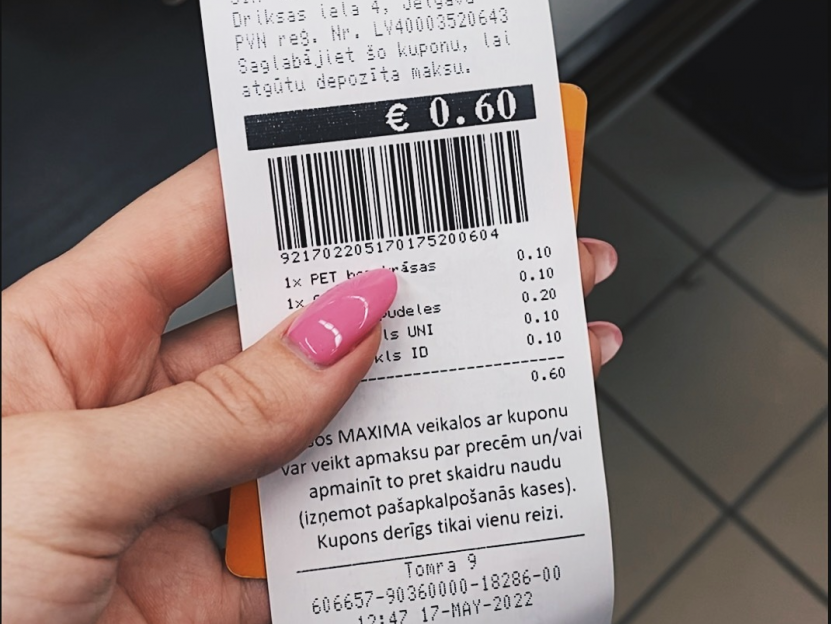 Driksas iela 4, Jelgava
PVN reģ. Nr. LV40003520643
Saglabājiet šo kuponu, lai
atgūtu depozīta maksu.
€ 0.60
921702205170175200604
1x PET krāsas 0.10
1x 0.10
pudeles 0.20
UNI 0.10
ID 0.10
0.60
MAXIMA veikalos ar kuponu
var veikt apmaksu par precēm un/vai
apmainīt to pret skaidru naudu
(izņemot pašapkalpošanās kases).
Kupons derīgs tikai vienu reizi.
Tomra 9
606657-90360000-18286-00
12:47 17-MAY-2022